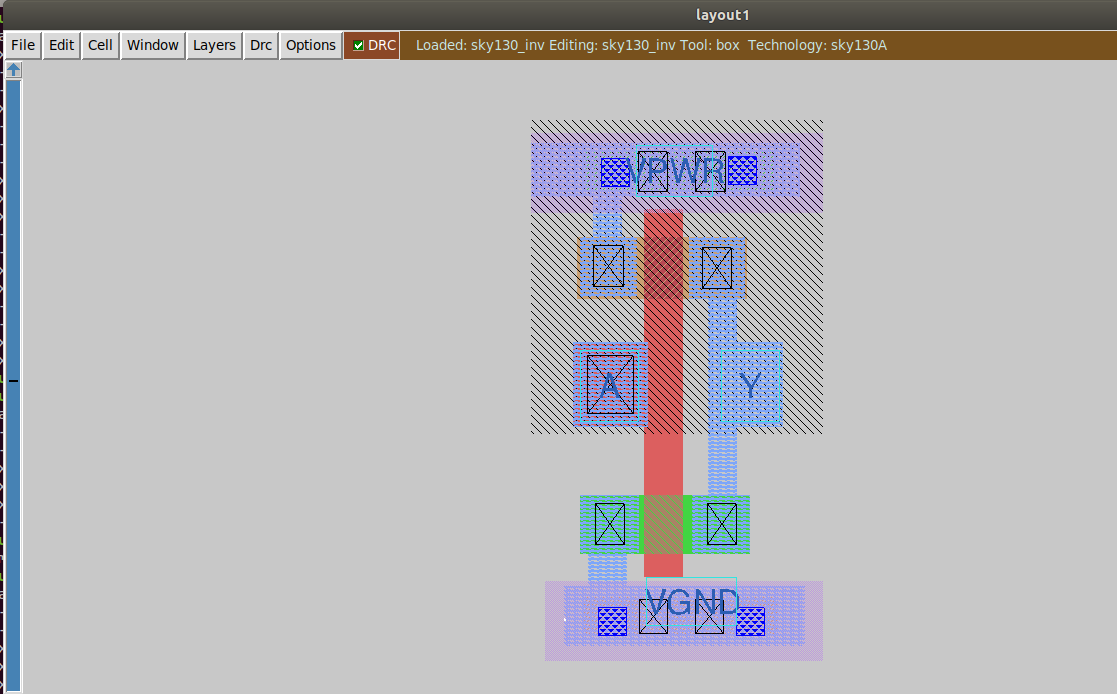 layout1
File Edit Cell Window Layers Drc Options DRC Loaded: sky130_inv Editing: sky130_inv Tool: box Technology: sky130A
VPWR
A Y
VGND